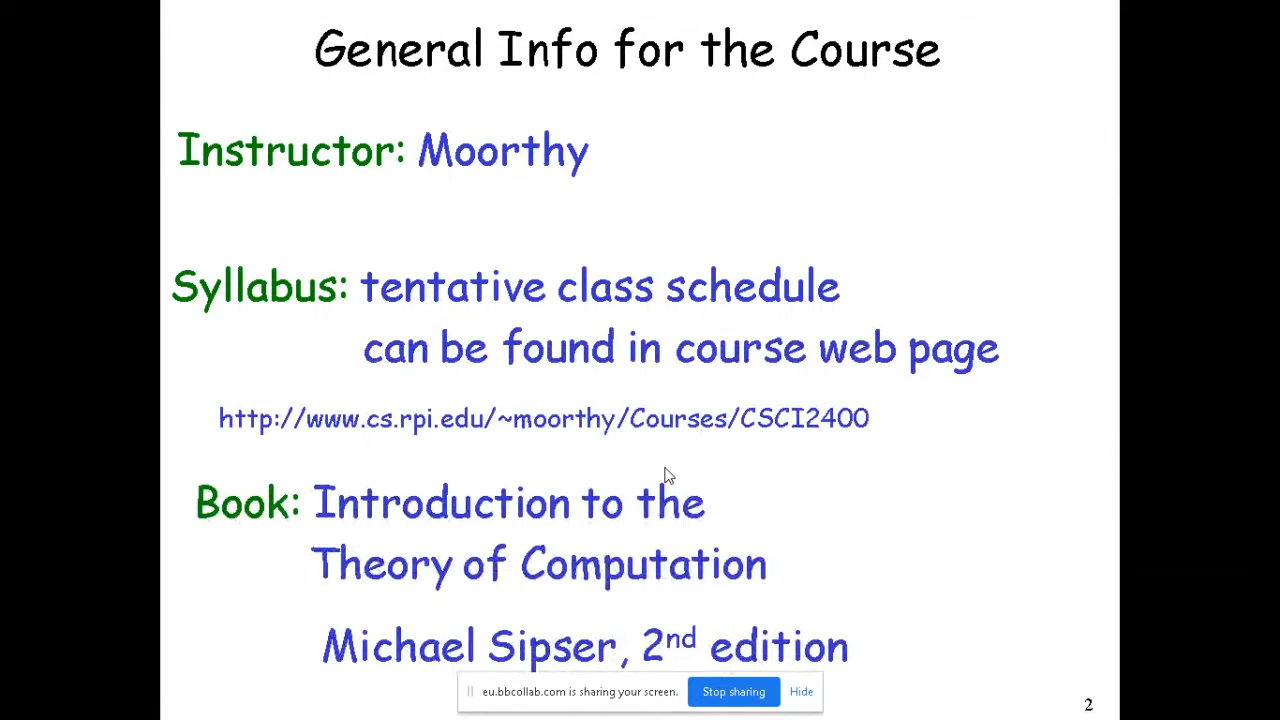 General Info for the Course
Instructor: Moorthy
Syllabus: tentative class schedule
can be found in course web page
http://www.cs.rpi.edu/~moorthy/Courses/CSCI2400
Book: Introduction to the
Theory of Computation
Michael Sipser, 2nd edition
eu.bbcollab.com is sharing your screen. Stop sharing Hide
2